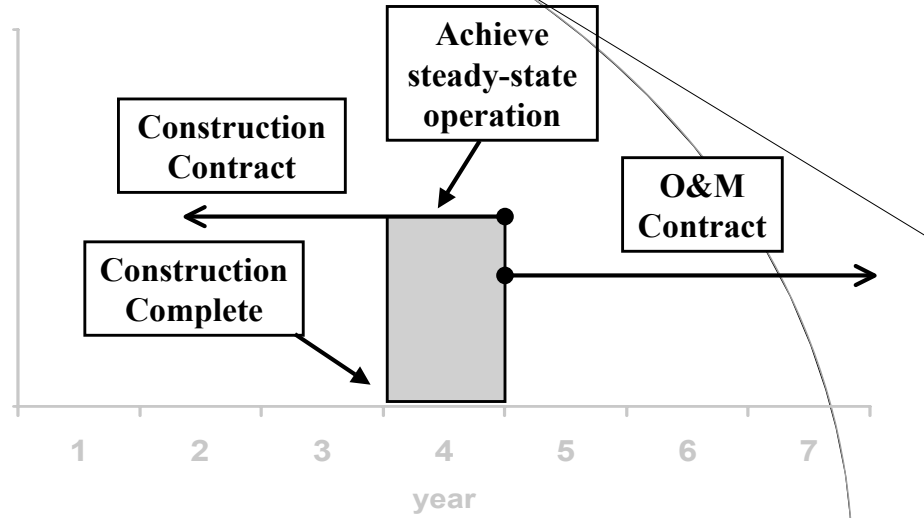 Achieve
steady-state
operation
Construction
Contract
O&M
Contract
Construction
Complete
1 2 3 4 5 6 7
year